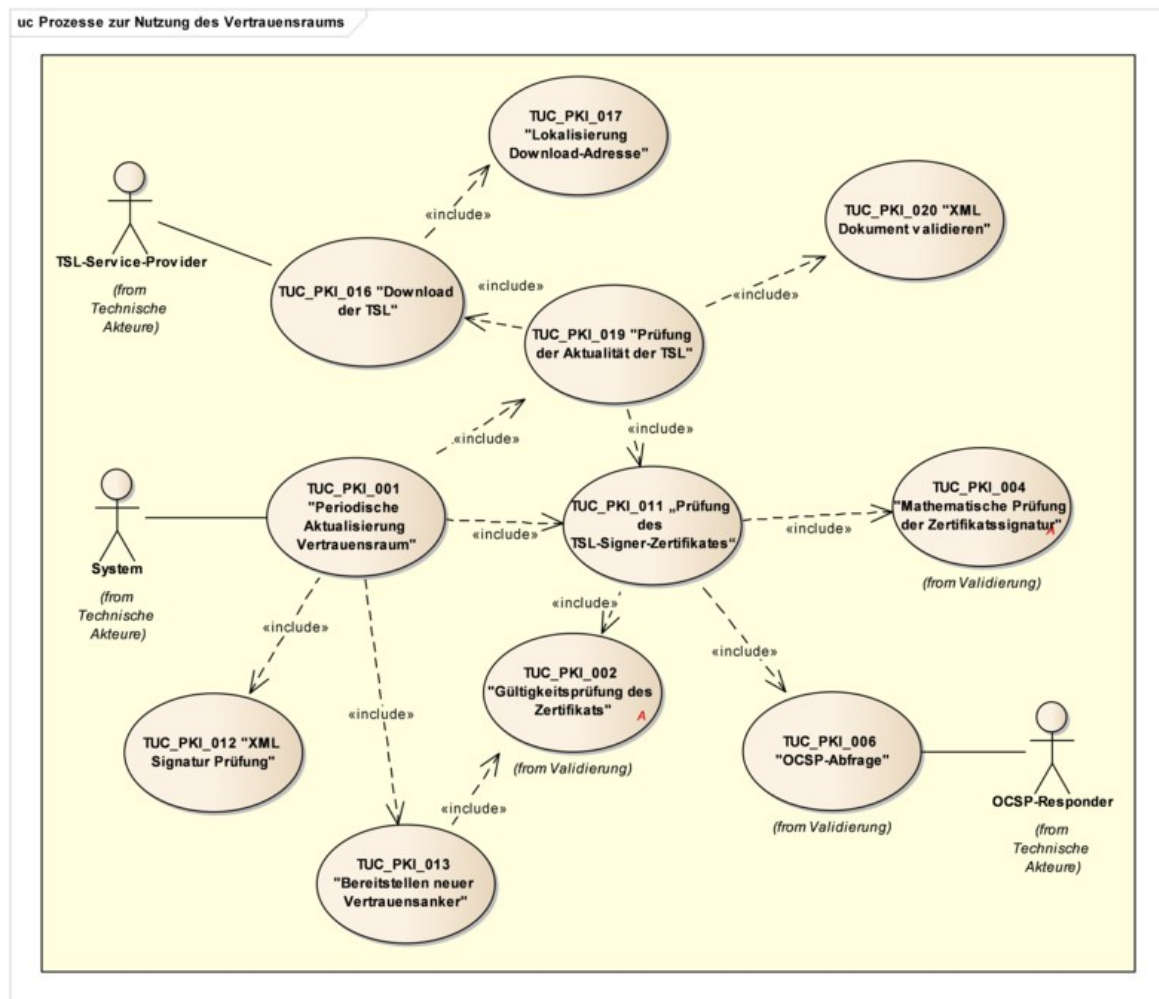 uc Prozesse zur Nutzung des Vertrauensraums
TUC_PKI_017
"Lokalisierung
Download-Adresse"
«include»
TUC_PKI_020 "XML
Dokument validieren"
«include»
TSL-Service-Provider
(from
Technische
Akteure)
TUC_PKI_016 "Download
der TSL"
«include»
TUC_PKI_019 "Prüfung
der Aktualität der TSL"
«include»
«include»
System
(from
Technische
Akteure)
TUC_PKI_001
"Periodische
Aktualisierung
Vertrauensraum"
«include»
TUC_PKI_011 „Prüfung
des
TSL-Signer-Zertifikates“
«include»
TUC_PKI_004
"Mathematische Prüfung
der Zertifikatssignatur"
A
(from Validierung)
«include»
«include»
«include»
«include»
TUC_PKI_012 "XML
Signatur Prüfung"
TUC_PKI_002
"Gültigkeitsprüfung des
Zertifikats"
A
(from Validierung)
«include»
TUC_PKI_006
"OCSP-Abfrage"
(from Validierung)
OCSP-Responder
(from
Technische
Akteure)
TUC_PKI_013
"Bereitstellen neuer
Vertrauensanker"